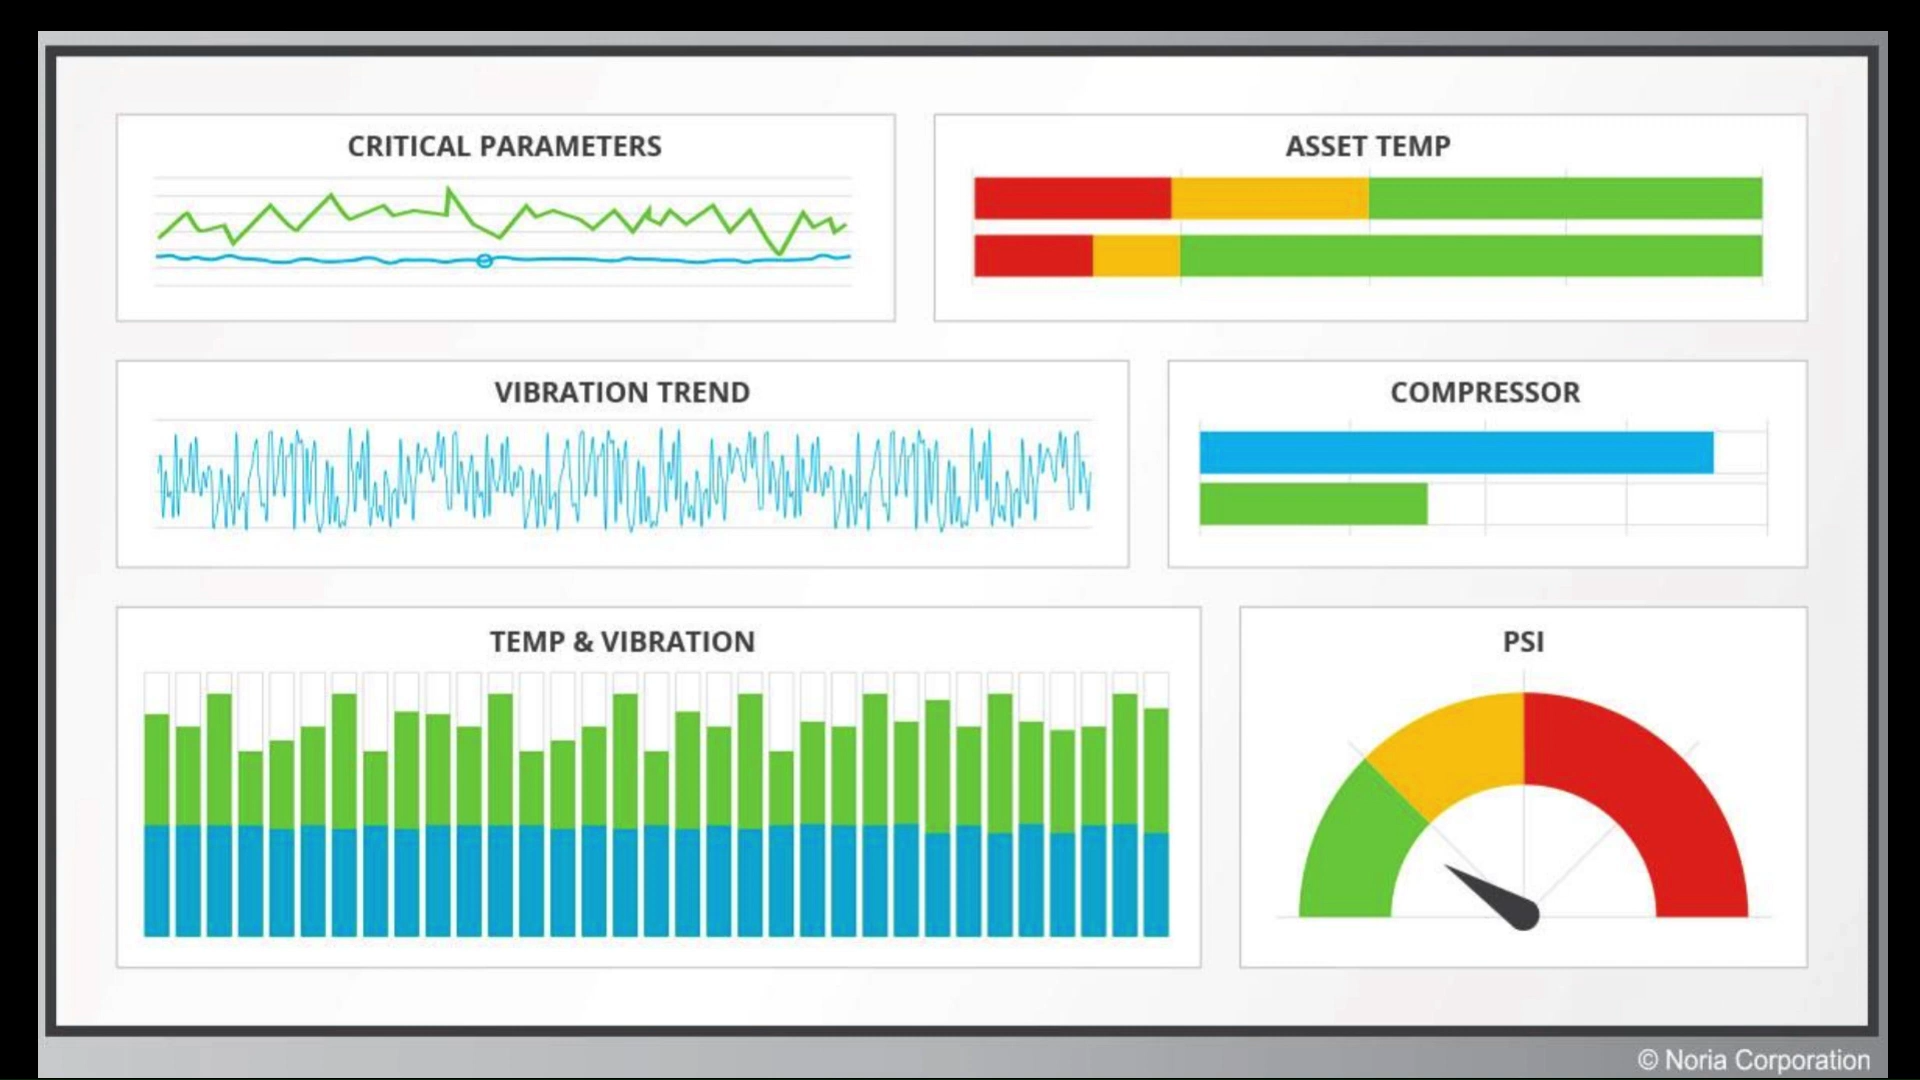 CRITICAL PARAMETERS
ASSET TEMP
VIBRATION TREND
COMPRESSOR
TEMP & VIBRATION
PSI
© Noria Corporation